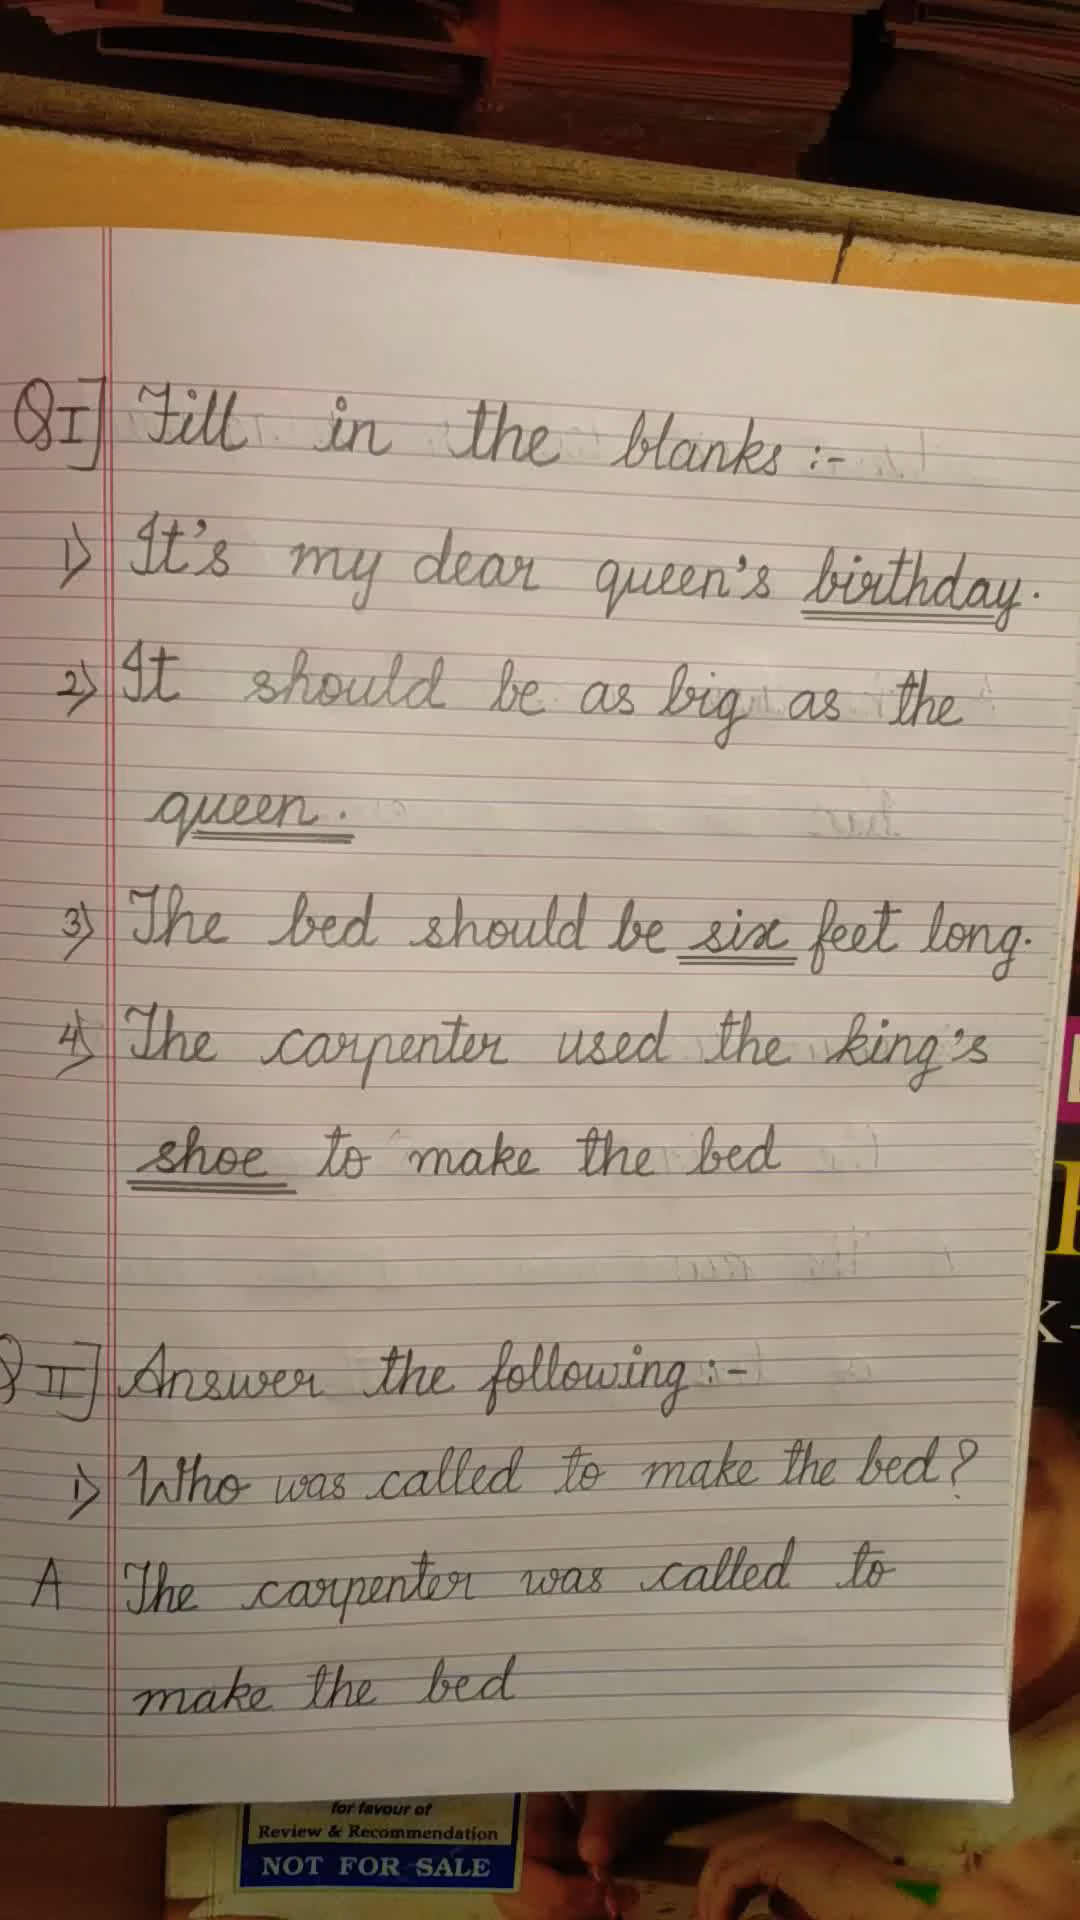 QI] Fill in the blanks :-
1) It's my dear queen's birthday.
2) It should be as big as the
queen.
3) The bed should be six feet long.
4) The carpenter used the king's
shoe to make the bed
Q II] Answer the following :-
1) Who was called to make the bed?
A The carpenter was called to
make the bed
for favour of
Review & Recommendation
NOT FOR SALE